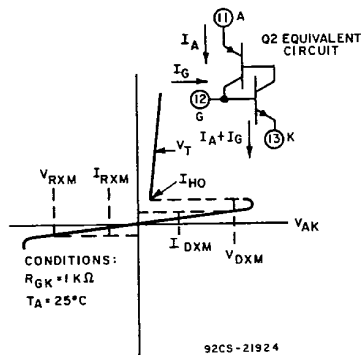 11 A
Q2 EQUIVALENT
CIRCUIT
I_A
I_G
12
G
I_A+I_G
13 K
V_T
V_RXM
I_RXM
I_HO
V_AK
I_DXM
V_DXM
CONDITIONS:
R_GK=1 KΩ
T_A=25°C
92CS-21924